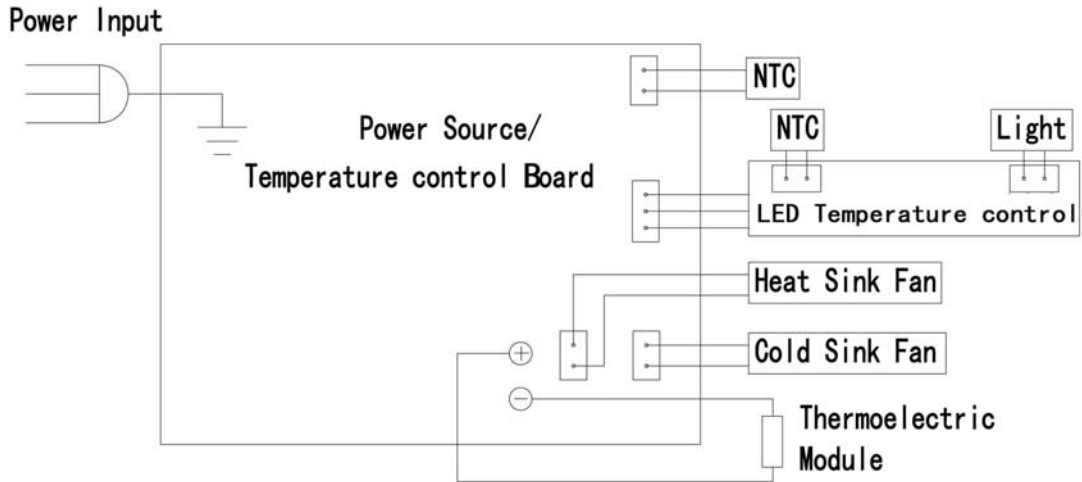 Power Input
NTC
Power Source/
Temperature control Board
NTC
Light
LED Temperature control
Heat Sink Fan
Cold Sink Fan
+
−
Thermoelectric
Module